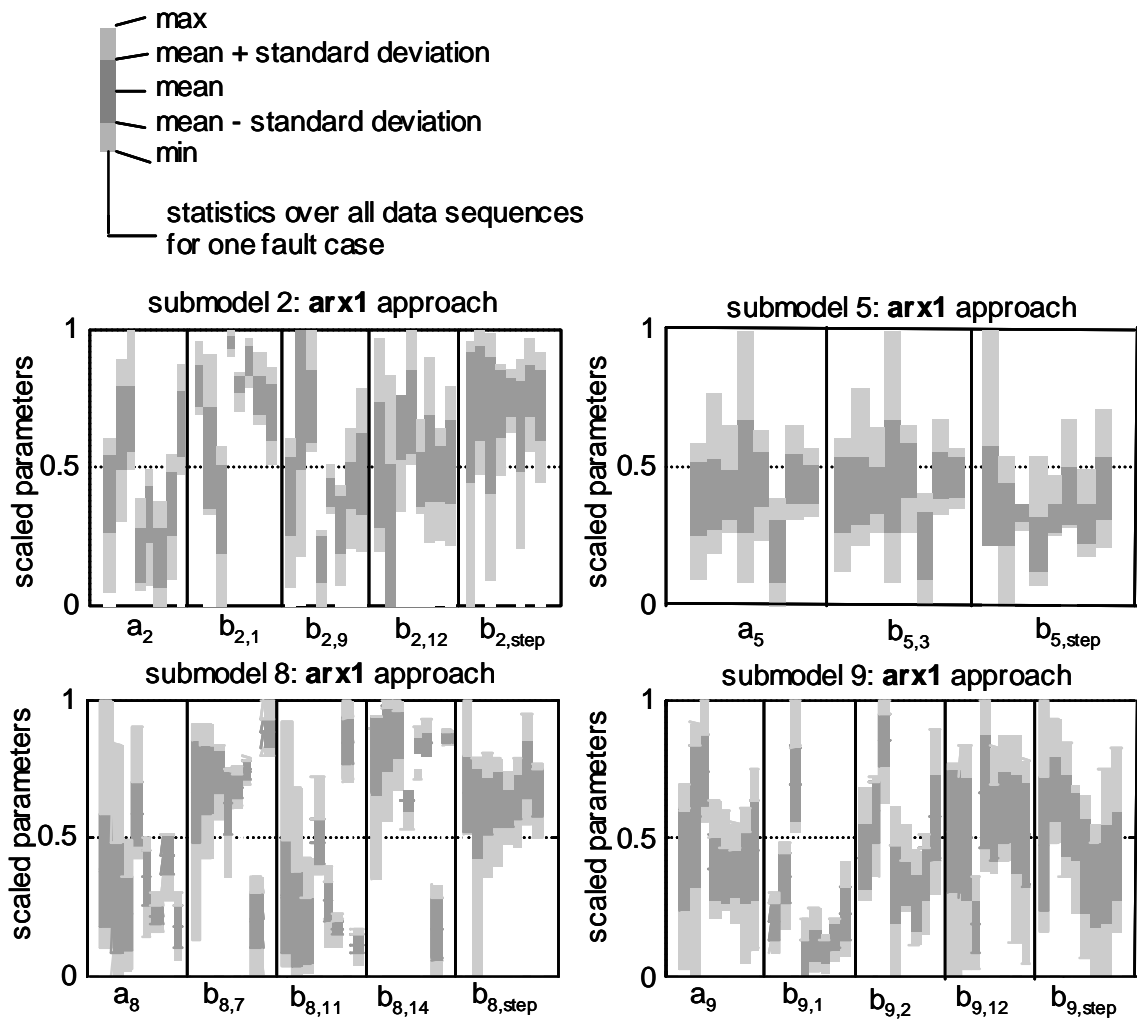 max
mean + standard deviation
mean
mean - standard deviation
min
statistics over all data sequences
for one fault case
submodel 2: arx1 approach
scaled parameters
1
0.5
0
a2 b2,1 b2,9 b2,12 b2,step
submodel 5: arx1 approach
scaled parameters
1
0.5
0
a5 b5,3 b5,step
submodel 8: arx1 approach
scaled parameters
1
0.5
0
a8 b8,7 b8,11 b8,14 b8,step
submodel 9: arx1 approach
scaled parameters
1
0.5
0
a9 b9,1 b9,2 b9,12 b9,step